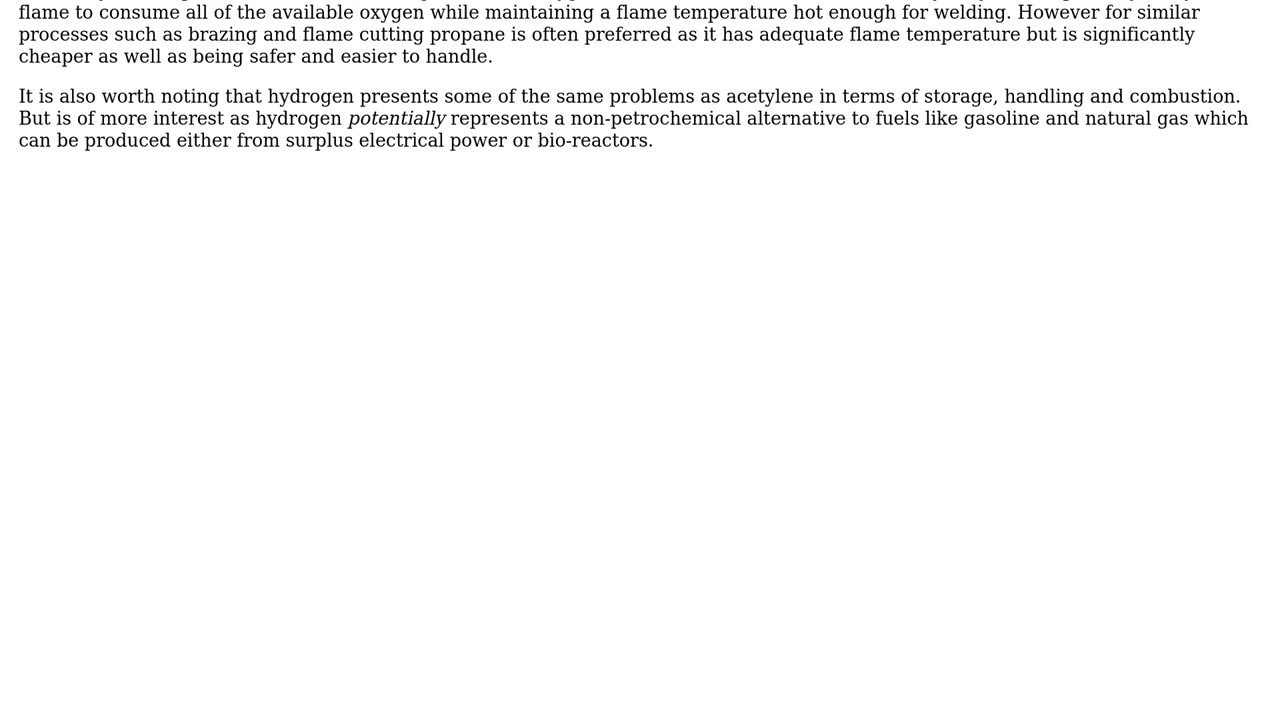 flame to consume all of the available oxygen while maintaining a flame temperature hot enough for welding. However for similar
processes such as brazing and flame cutting propane is often preferred as it has adequate flame temperature but is significantly
cheaper as well as being safer and easier to handle.
It is also worth noting that hydrogen presents some of the same problems as acetylene in terms of storage, handling and combustion.
But is of more interest as hydrogen potentially represents a non-petrochemical alternative to fuels like gasoline and natural gas which
can be produced either from surplus electrical power or bio-reactors.